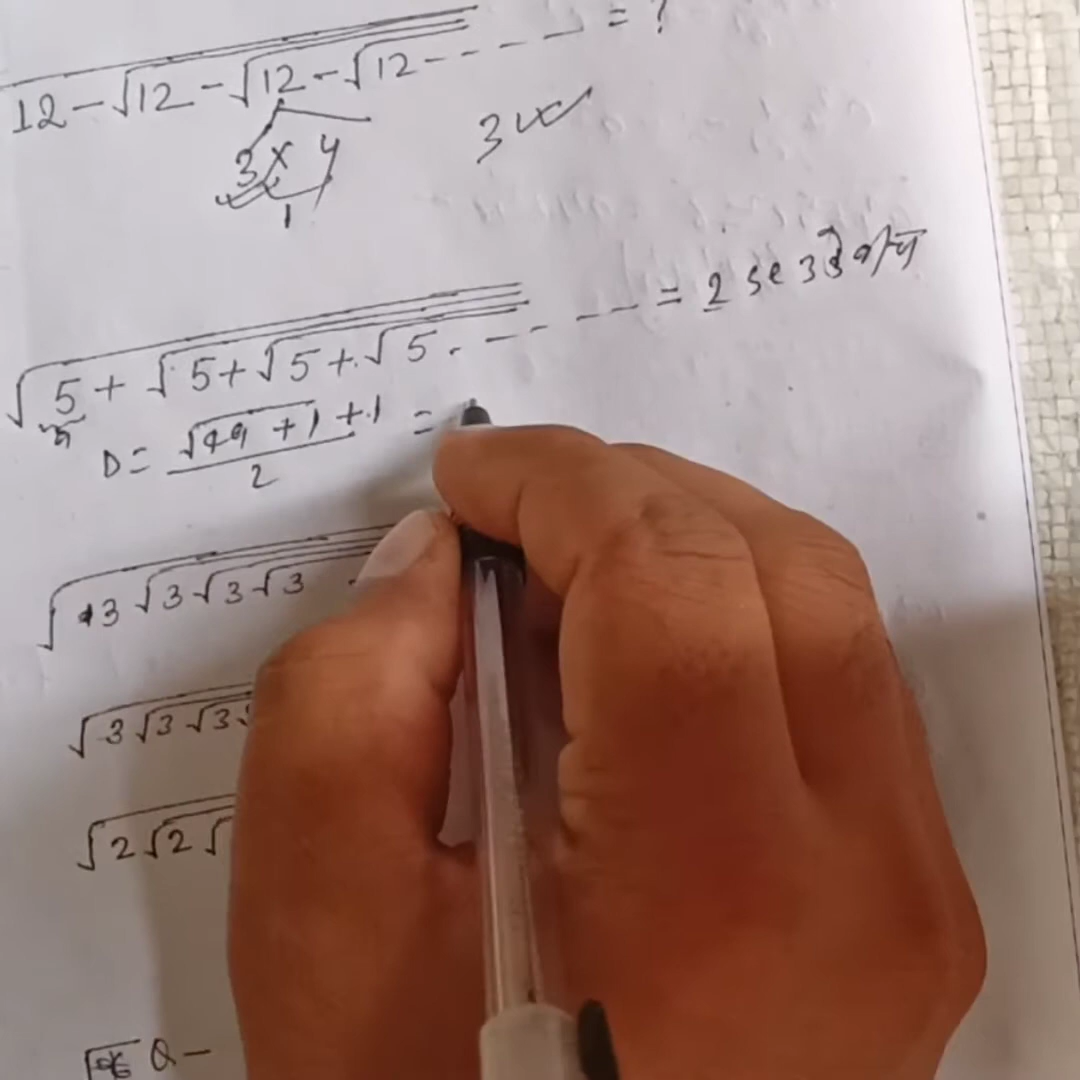 12 - √12 - √12 - √12 - - - - - = ?
3 × 4
3
1
√5 + √5 + √5 + √5 . - - - - = 2 se 3 के मध्य
n
D = √4a + 1 + 1 / 2 =
√3 √3 √3 √3
√3 √3 √3
√2 √2 √
Q -